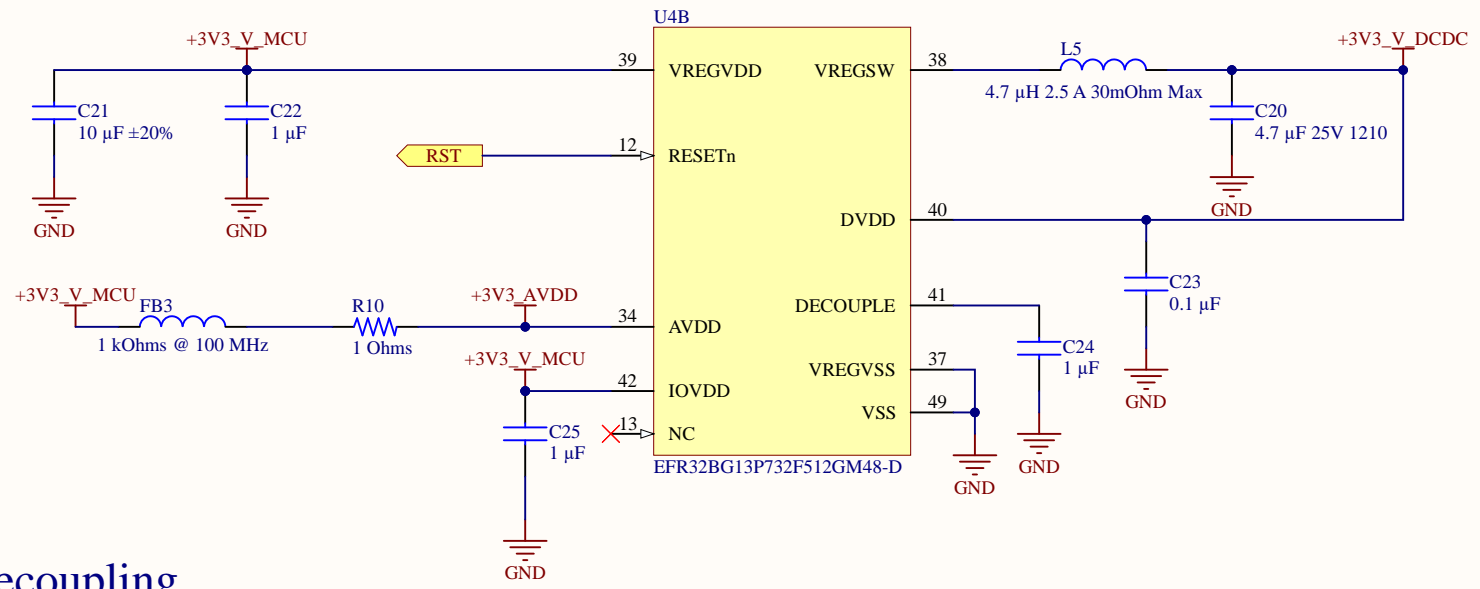 U4B
+3V3_V_MCU
+3V3_V_DCDC
39
VREGVDD
VREGSW
38
L5
4.7 µH 2.5 A 30mOhm Max
C21
10 µF ±20%
C22
1 µF
C20
4.7 µF 25V 1210
RST
12
RESETn
GND
GND
GND
DVDD
40
C23
0.1 µF
+3V3_V_MCU
FB3
1 kOhms @ 100 MHz
R10
1 Ohms
+3V3_AVDD
34
AVDD
DECOUPLE
41
C24
1 µF
+3V3_V_MCU
42
IOVDD
VREGVSS
37
GND
C25
1 µF
13
NC
VSS
49
GND
GND
EFR32BG13P732F512GM48-D
GND
ecoupling